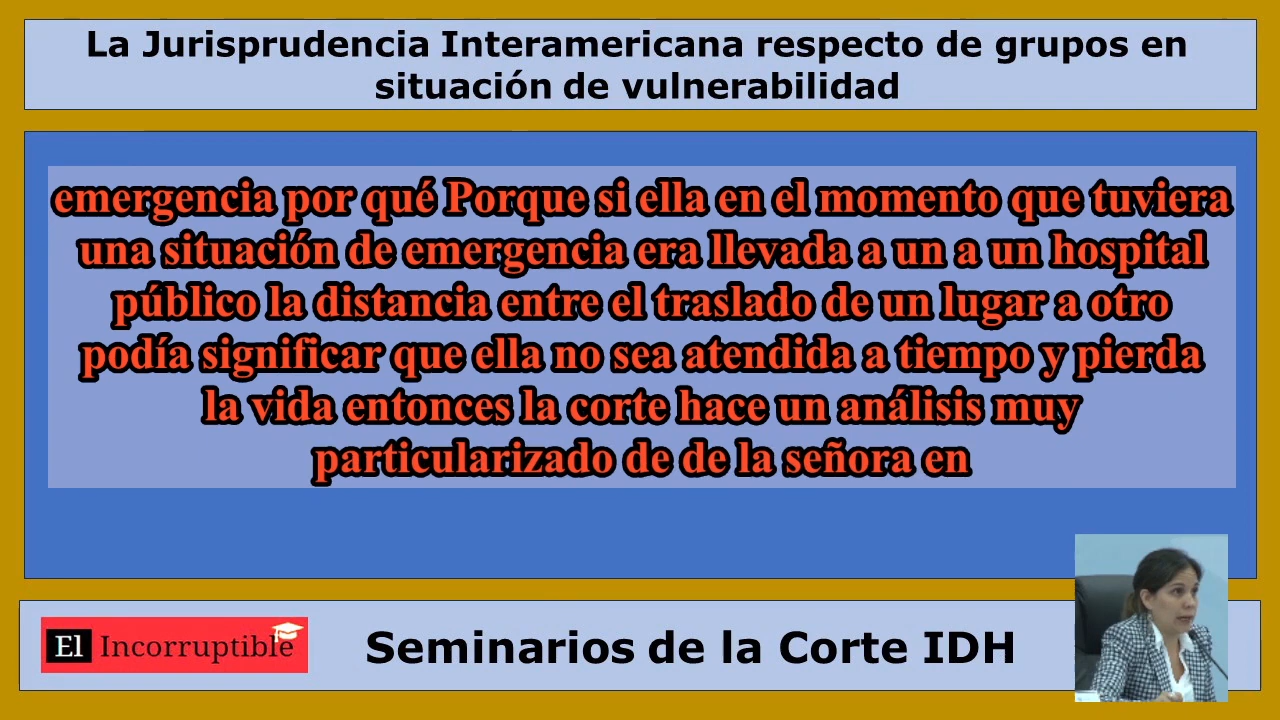 La Jurisprudencia Interamericana respecto de grupos en
situación de vulnerabilidad
emergencia por qué Porque si ella en el momento que tuviera
una situación de emergencia era llevada a un a un hospital
público la distancia entre el traslado de un lugar a otro
podía significar que ella no sea atendida a tiempo y pierda
la vida entonces la corte hace un análisis muy
particularizado de de la señora en
El Incorruptible
Seminarios de la Corte IDH